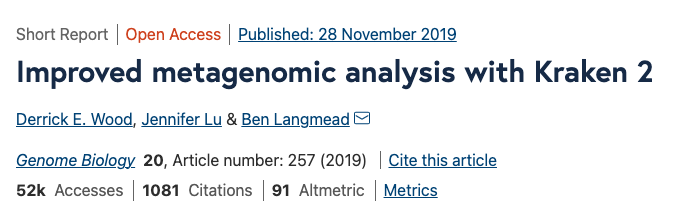 Short Report | Open Access | Published: 28 November 2019
Improved metagenomic analysis with Kraken 2
Derrick E. Wood, Jennifer Lu & Ben Langmead
Genome Biology 20, Article number: 257 (2019) | Cite this article
52k Accesses | 1081 Citations | 91 Altmetric | Metrics